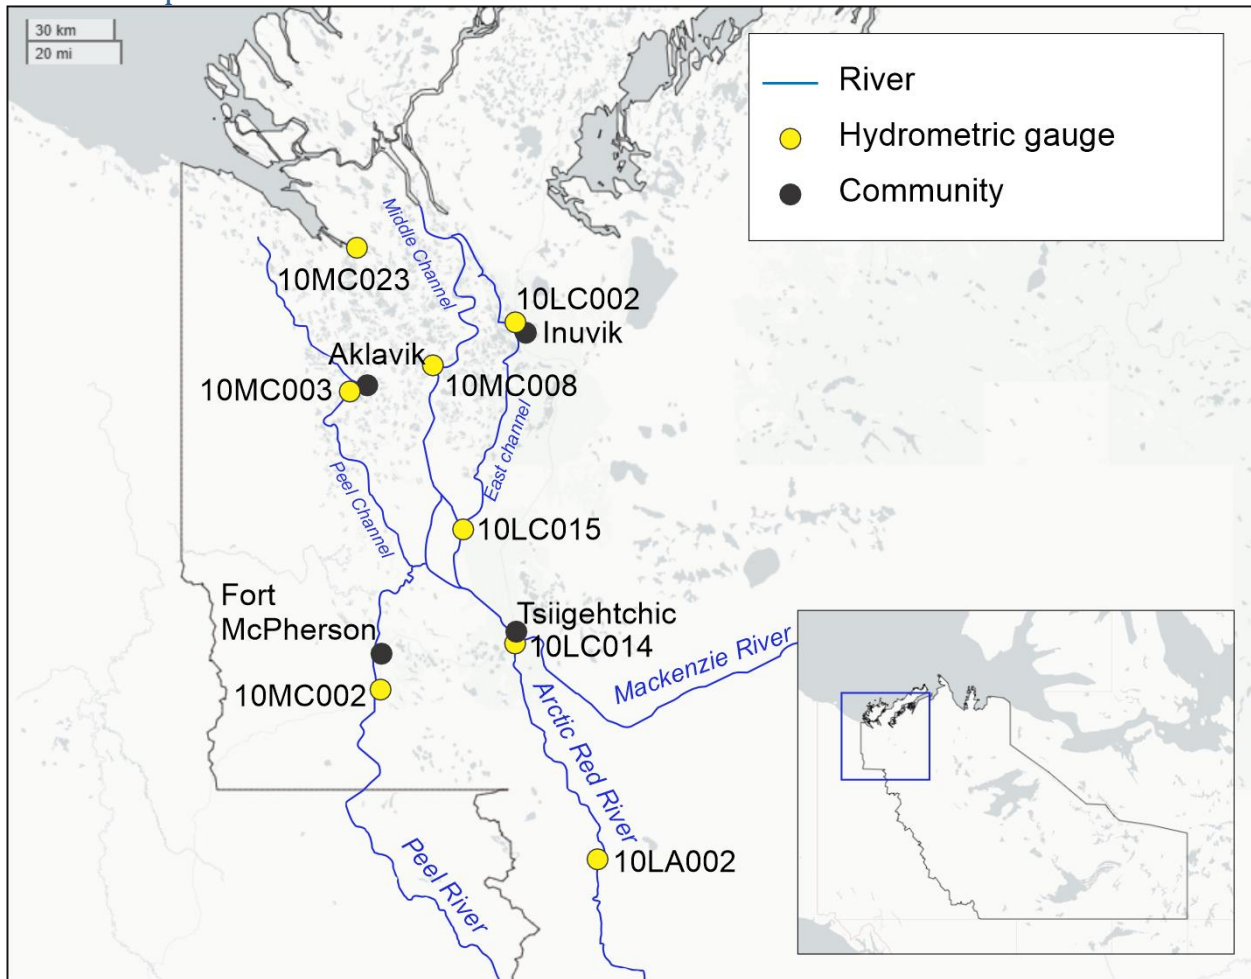 30 km
20 mi
River
Hydrometric gauge
Community
Middle Channel
10MC023
10LC002
Inuvik
Aklavik
10MC008
10MC003
East channel
Peel Channel
10LC015
Fort
McPherson
Tsiigehtchic
10LC014
Mackenzie River
10MC002
Arctic Red River
Peel River
10LA002